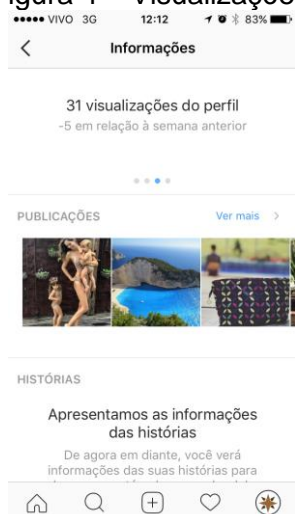 VIVO 3G 12:12 83%
Informações
31 visualizações do perfil
-5 em relação à semana anterior
PUBLICAÇÕES Ver mais >
HISTÓRIAS
Apresentamos as informações
das histórias
De agora em diante, você verá
informações das suas histórias para